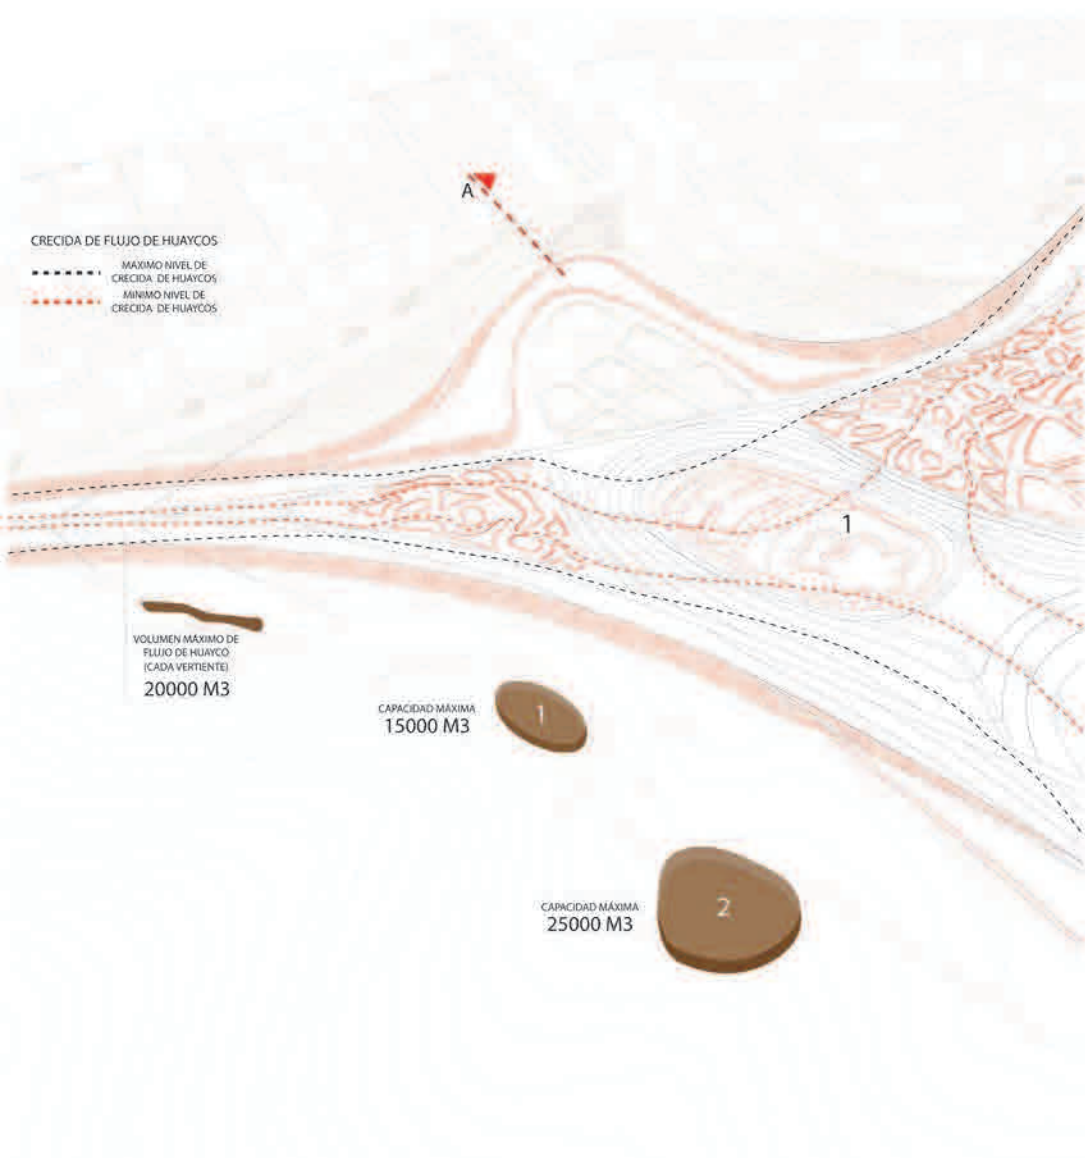 A
CRECIDA DE FLUJO DE HUAYCOS
MAXIMO NIVEL DE
CRECIDA DE HUAYCOS
MINIMO NIVEL DE
CRECIDA DE HUAYCOS
1
VOLUMEN MÁXIMO DE
FLUJO DE HUAYCO
(CADA VERTIENTE)
20000 M3
CAPACIDAD MÁXIMA
15000 M3
1
CAPACIDAD MÁXIMA
25000 M3
2